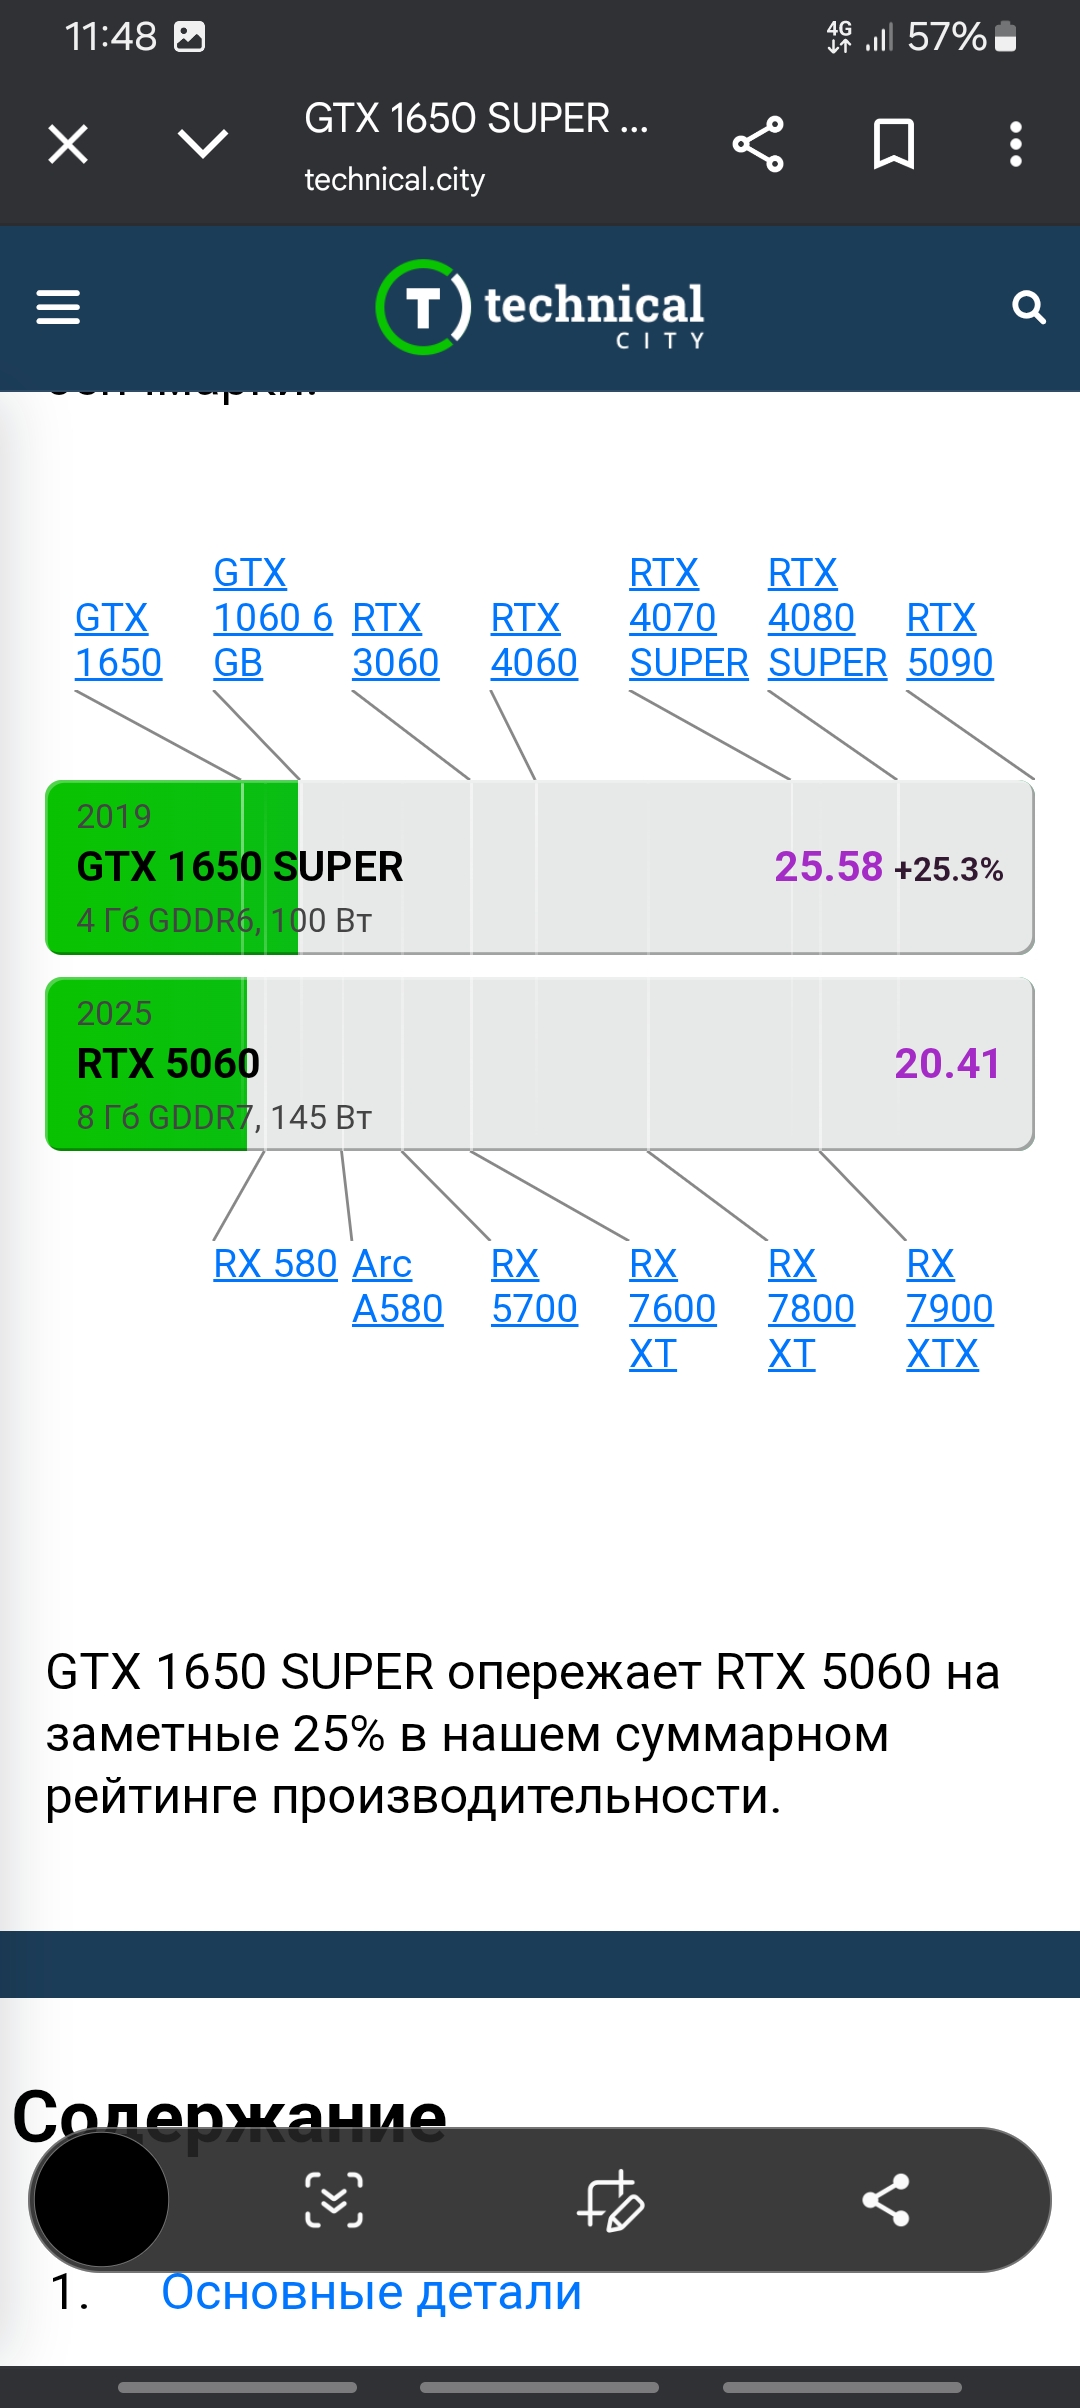 11:48
4G 57%
GTX 1650 SUPER ...
technical.city
T technical
CITY
GTX 1650
GTX 1060 6 GB
RTX 3060
RTX 4060
RTX 4070 SUPER
RTX 4080 SUPER
RTX 5090
2019
GTX 1650 SUPER
25.58 +25.3%
4 Гб GDDR6, 100 Вт
2025
RTX 5060
20.41
8 Гб GDDR7, 145 Вт
RX 580
Arc A580
RX 5700
RX 7600 XT
RX 7800 XT
RX 7900 XTX
GTX 1650 SUPER опережает RTX 5060 на
заметные 25% в нашем суммарном
рейтинге производительности.
Содержание
1. Основные детали